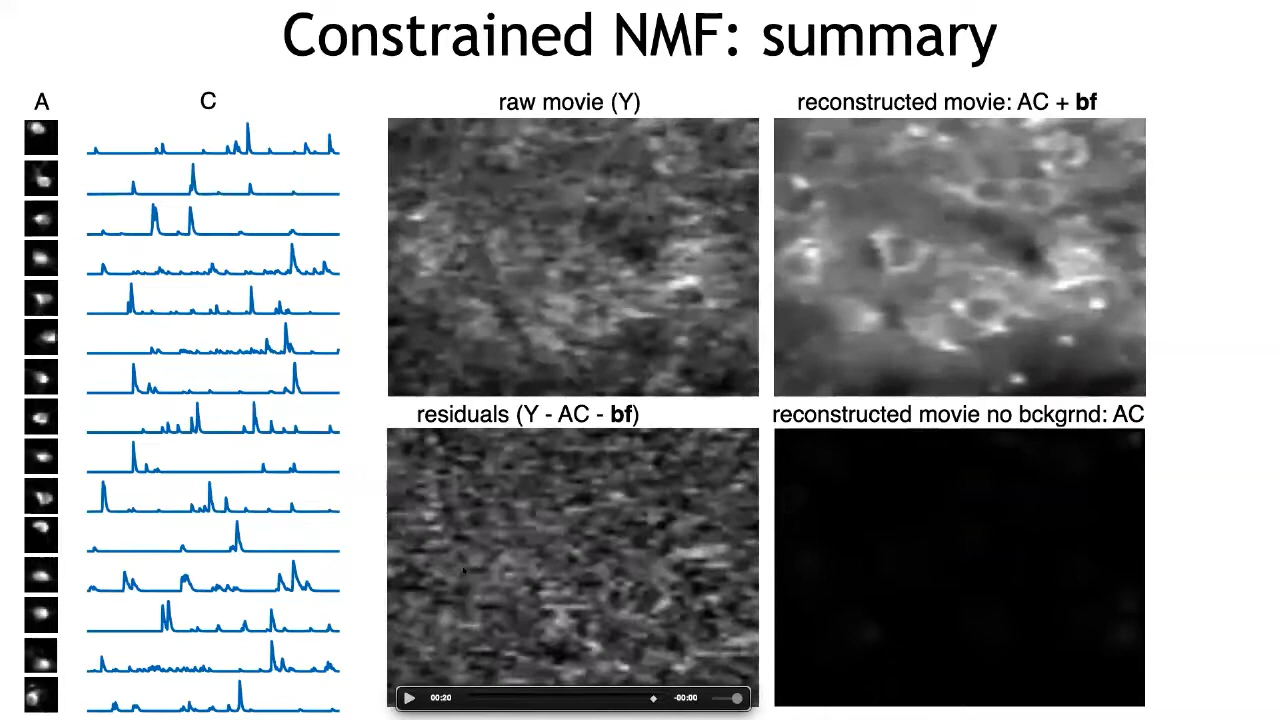 Constrained NMF: summary
A
C
raw movie (Y)
reconstructed movie: AC + bf
residuals (Y - AC - bf)
reconstructed movie no bckgrnd: AC
00:20
-00:00